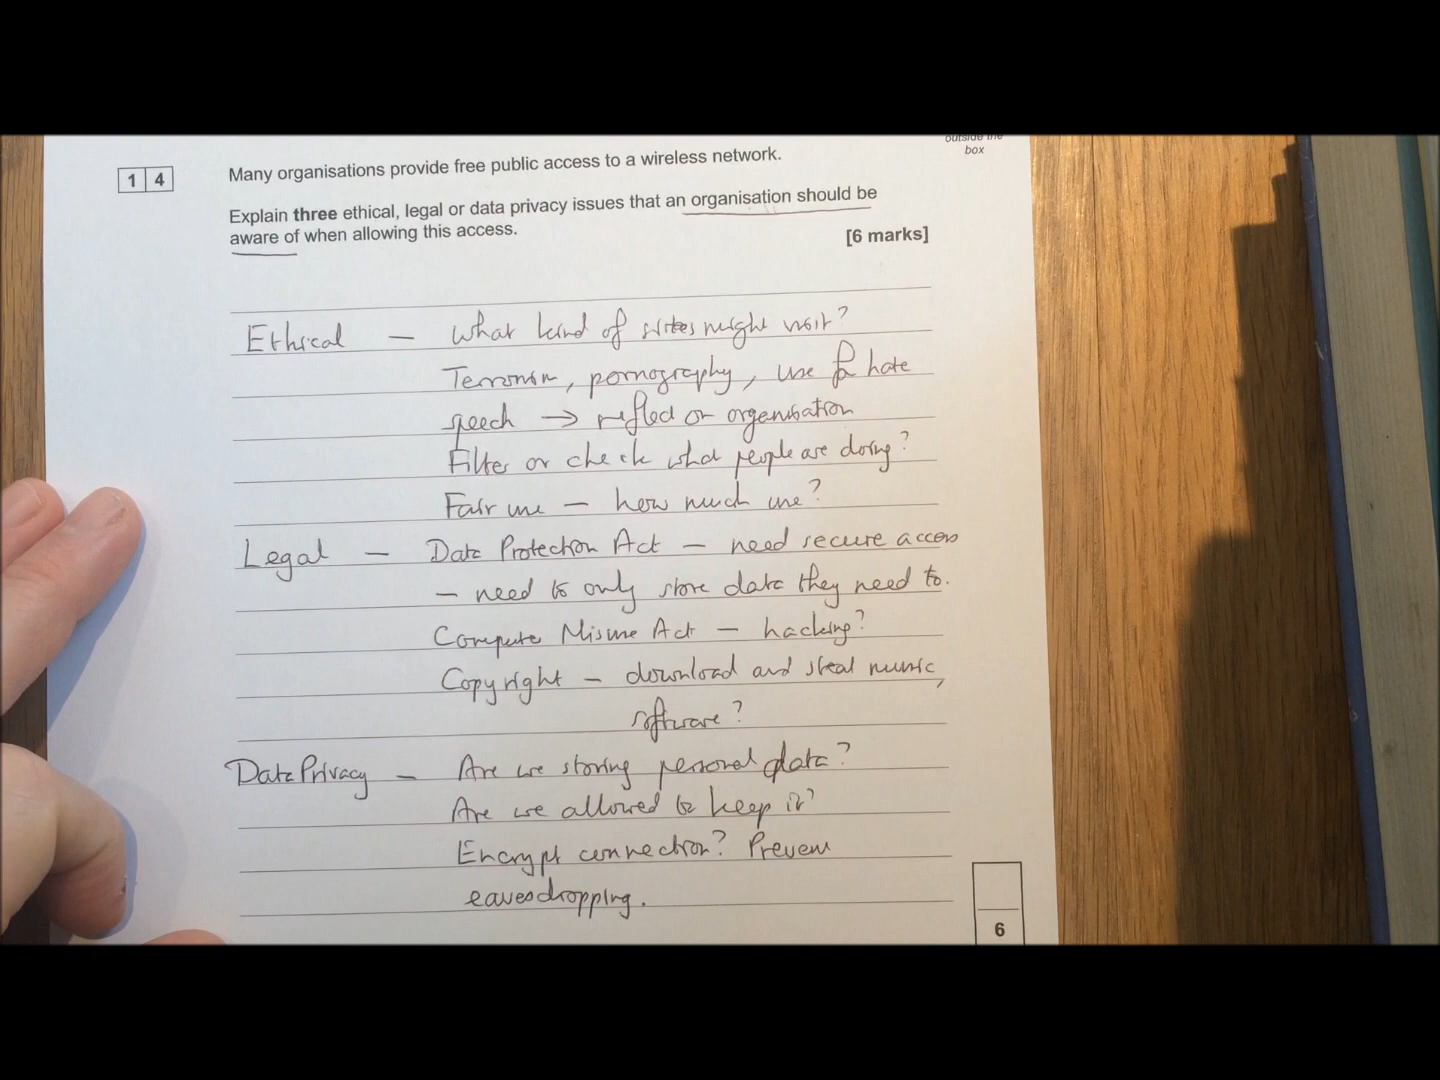 outside the
box
1 4
Many organisations provide free public access to a wireless network.
Explain three ethical, legal or data privacy issues that an organisation should be
aware of when allowing this access.
[6 marks]
Ethical — What kind of sites might visit?
Terrorism, pornography, use for hate
speech → reflect on organisation
Filter or check what people are doing?
Fair use — how much use?
Legal — Data Protection Act — need secure access
— need to only store data they need to.
Computer Misuse Act — hacking?
Copyright — download and steal music,
software?
Data Privacy — Are we storing personal data?
Are we allowed to keep it?
Encrypt connection? Prevent
eavesdropping.
6